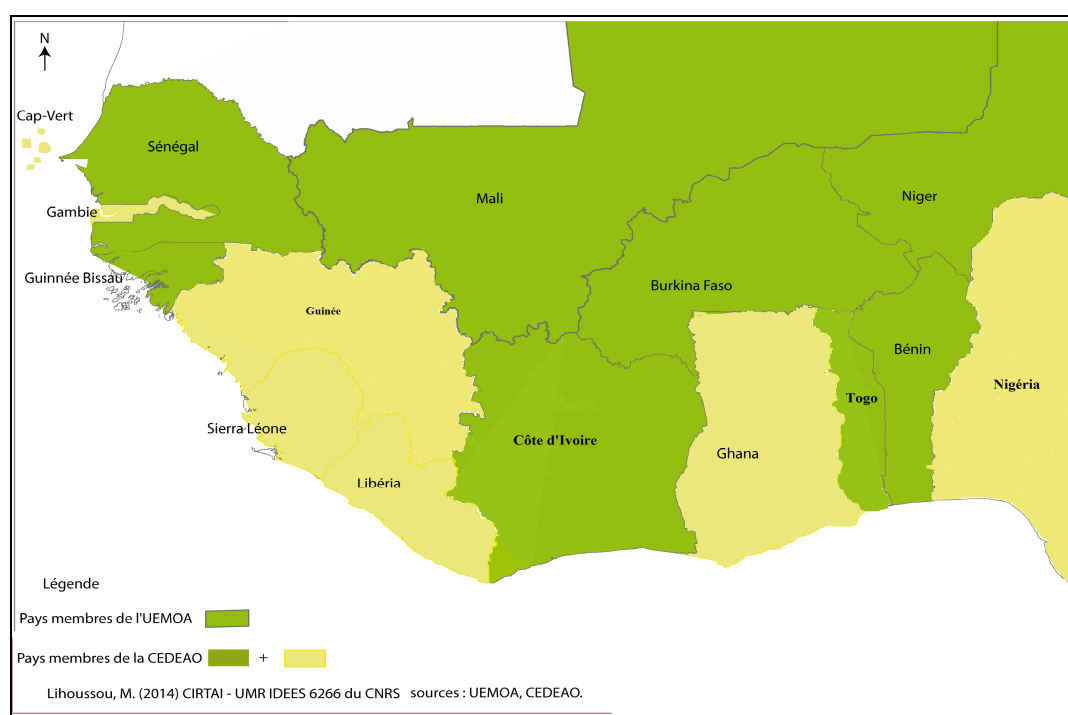 N
Cap-Vert
Sénégal
Mali
Niger
Gambie
Guinnée Bissau
Burkina Faso
Guinée
Bénin
Nigéria
Togo
Sierra Léone
Côte d'Ivoire
Ghana
Libéria
Légende
Pays membres de l'UEMOA
Pays membres de la CEDEAO +
Lihoussou, M. (2014) CIRTAI - UMR IDEES 6266 du CNRS sources : UEMOA, CEDEAO.